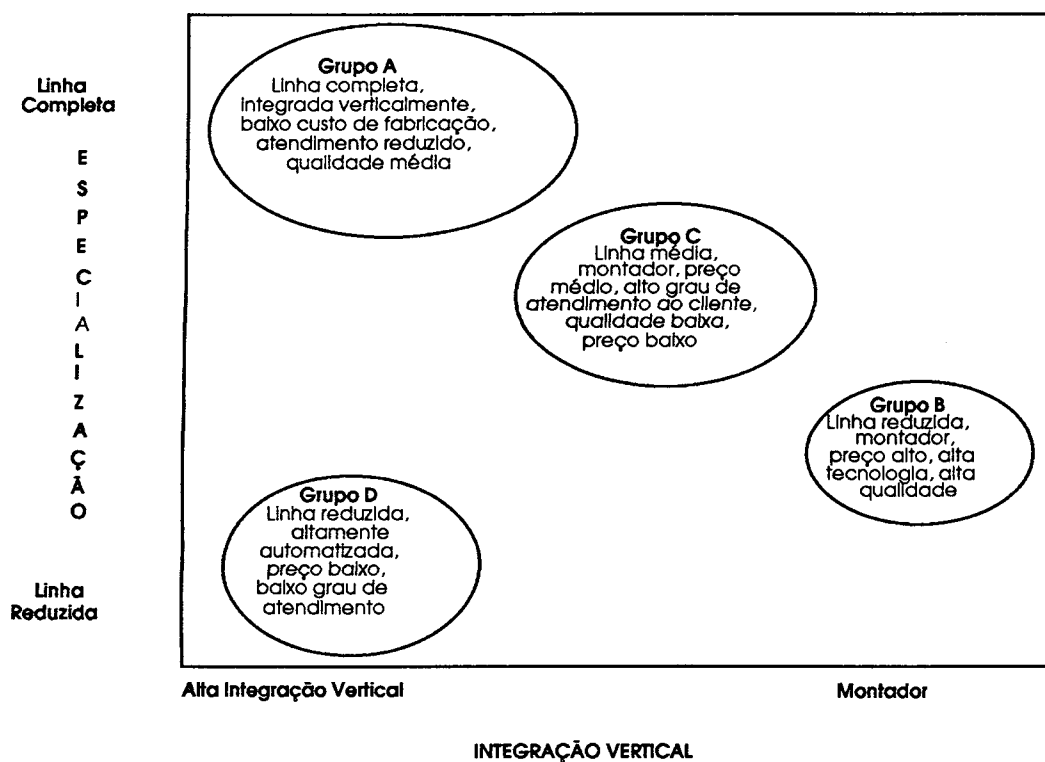 Linha
Completa
ESPECIALIZAÇÃO
Linha
Reduzida
Grupo A
Linha completa,
integrada verticalmente,
baixo custo de fabricação,
atendimento reduzido,
qualidade média
Grupo C
Linha média,
montador, preço
médio, alto grau de
atendimento ao cliente,
qualidade baixa,
preço baixo
Grupo B
Linha reduzida,
montador,
preço alto, alta
tecnologia, alta
qualidade
Grupo D
Linha reduzida,
altamente
automatizada,
preço baixo,
baixo grau de
atendimento
Alta Integração Vertical
Montador
INTEGRAÇÃO VERTICAL